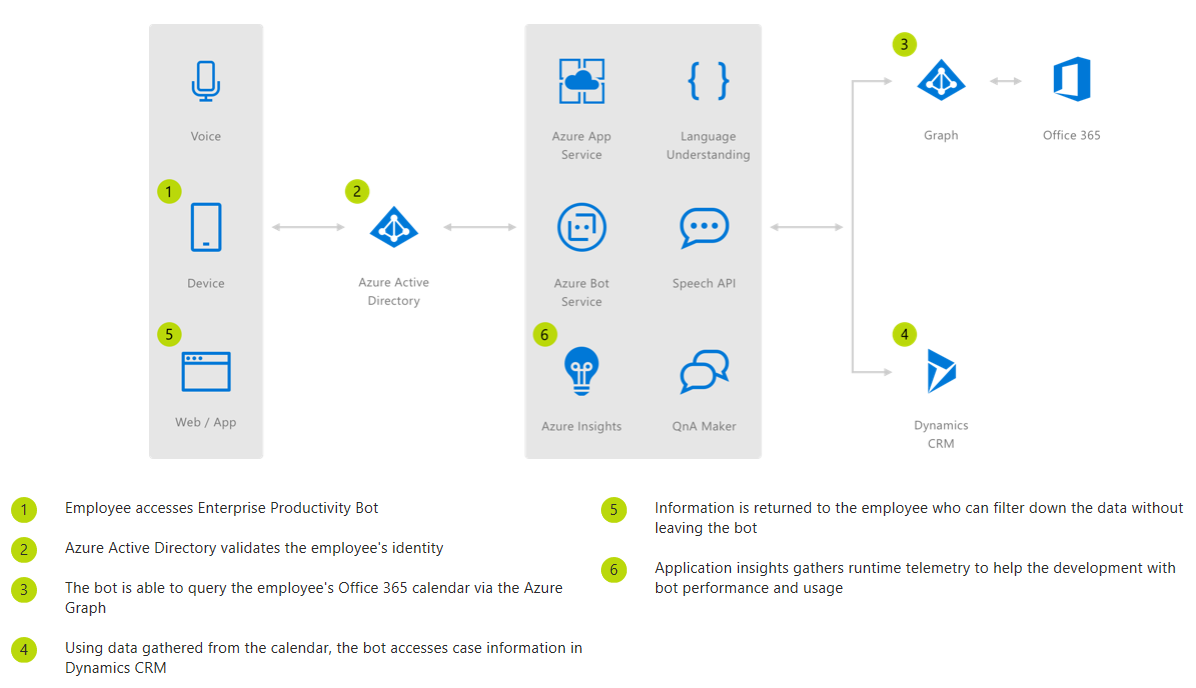 3
Voice
Azure App
Service
Language
Understanding
Graph
Office 365
1
2
Device
Azure Active
Directory
Azure Bot
Service
Speech API
5
6
4
Web / App
Azure Insights
QnA Maker
Dynamics
CRM
1
Employee accesses Enterprise Productivity Bot
2
Azure Active Directory validates the employee's identity
3
The bot is able to query the employee's Office 365 calendar via the Azure
Graph
4
Using data gathered from the calendar, the bot accesses case information in
Dynamics CRM
5
Information is returned to the employee who can filter down the data without
leaving the bot
6
Application insights gathers runtime telemetry to help the development with
bot performance and usage